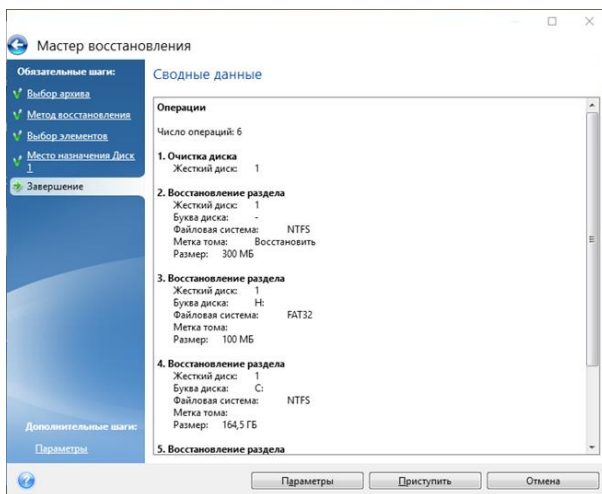 Мастер восстановления
Обязательные шаги:
Выбор архива
Метод восстановления
Выбор элементов
Место назначения Диск
1
Завершение
Дополнительные шаги:
Параметры
Сводные данные
Операции
Число операций: 6
1. Очистка диска
Жесткий диск: 1
2. Восстановление раздела
Жесткий диск: 1
Буква диска: -
Файловая система: NTFS
Метка тома: Восстановить
Размер: 300 МБ
3. Восстановление раздела
Жесткий диск: 1
Буква диска: H:
Файловая система: FAT32
Метка тома:
Размер: 100 МБ
4. Восстановление раздела
Жесткий диск: 1
Буква диска: C:
Файловая система: NTFS
Метка тома:
Размер: 164,5 ГБ
5. Восстановление раздела
Параметры
Приступить
Отмена